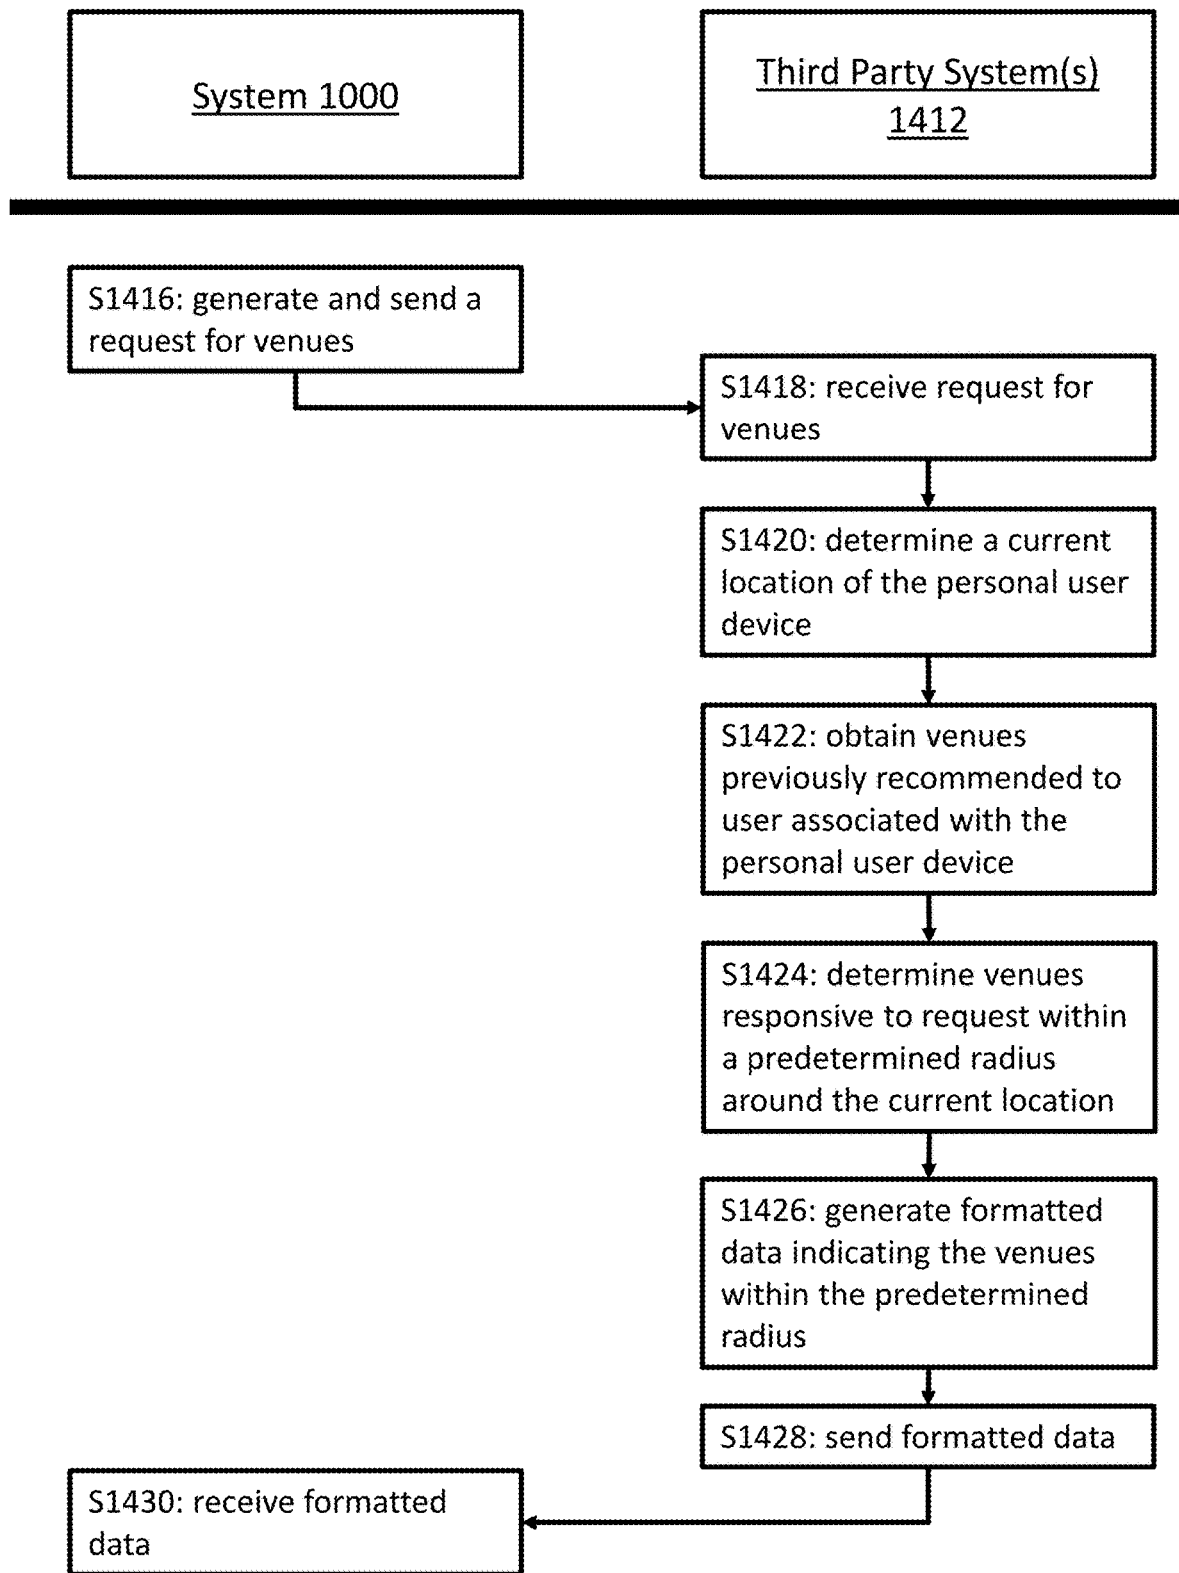 System 1000
Third Party System(s)
1412
S1416: generate and send a
request for venues
S1418: receive request for
venues
S1420: determine a current
location of the personal user
device
S1422: obtain venues
previously recommended to
user associated with the
personal user device
S1424: determine venues
responsive to request within
a predetermined radius
around the current location
S1426: generate formatted
data indicating the venues
within the predetermined
radius
S1428: send formatted data
S1430: receive formatted
data